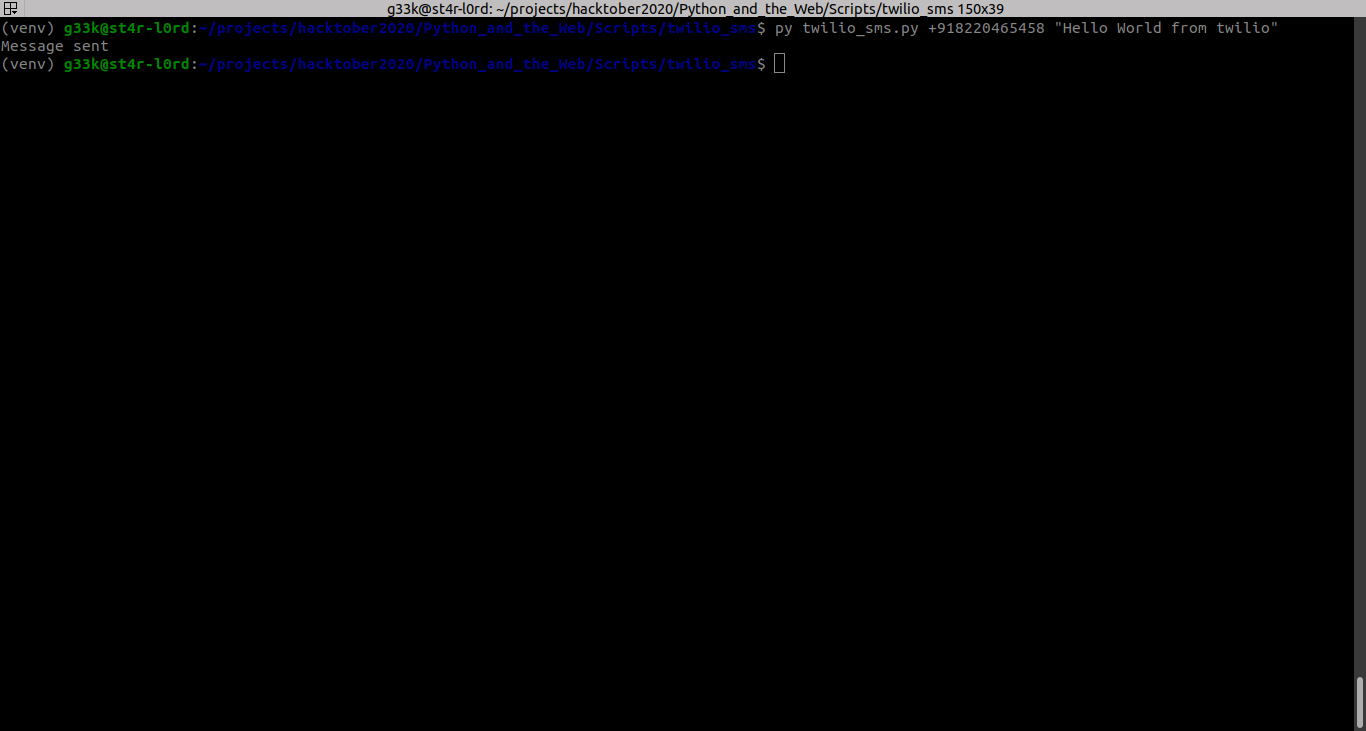 g33k@st4r-l0rd: ~/projects/hacktober2020/Python_and_the_Web/Scripts/twilio_sms 150x39
(venv) g33k@st4r-l0rd:~/projects/hacktober2020/Python_and_the_Web/Scripts/twilio_sms$ py twilio_sms.py +918220465458 "Hello World from twilio"
Message sent
(venv) g33k@st4r-l0rd:~/projects/hacktober2020/Python_and_the_Web/Scripts/twilio_sms$